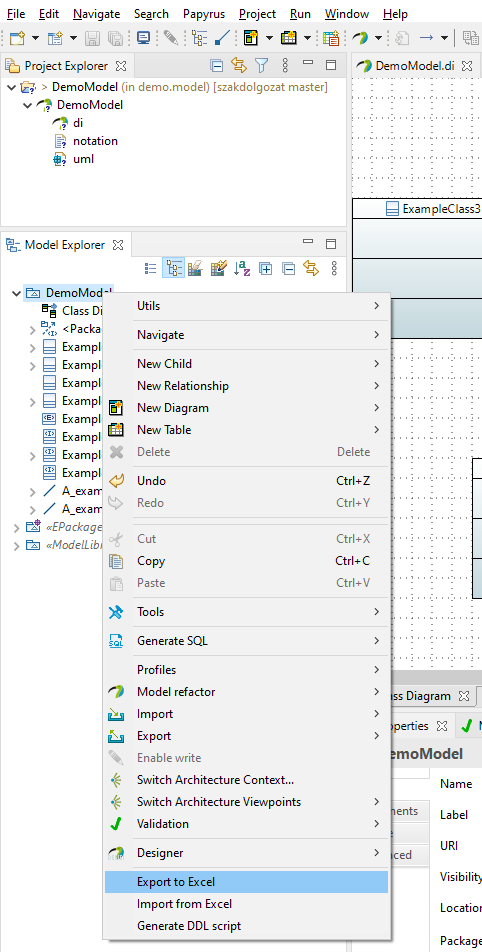 File Edit Navigate Search Papyrus Project Run Window Help
Project Explorer
DemoModel.di
> DemoModel (in demo.model) [szakdolgozat master]
DemoModel
di
notation
uml
ExampleClass3
Model Explorer
DemoModel
Class Di
<Packa
Exampl
Exampl
Exampl
Exampl
Exampl
Exampl
Exampl
Exampl
A_exam
A_exam
«EPackage
«ModelLibr
Utils
Navigate
New Child
New Relationship
New Diagram
New Table
Delete Delete
Undo Ctrl+Z
Redo Ctrl+Y
Cut Ctrl+X
Copy Ctrl+C
Paste Ctrl+V
Tools
Generate SQL
SQL
Profiles
Model refactor
Import
Export
Enable write
Switch Architecture Context...
Switch Architecture Viewpoints
Validation
Designer
Export to Excel
Import from Excel
Generate DDL script
ass Diagram
operties
emoModel
ments
e
nced
Name
Label
URI
Visibility
Location
Package